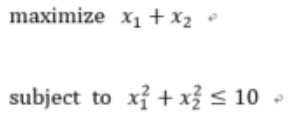 maximize x₁ + x₂
subject to x₁² + x₂² ≤ 10